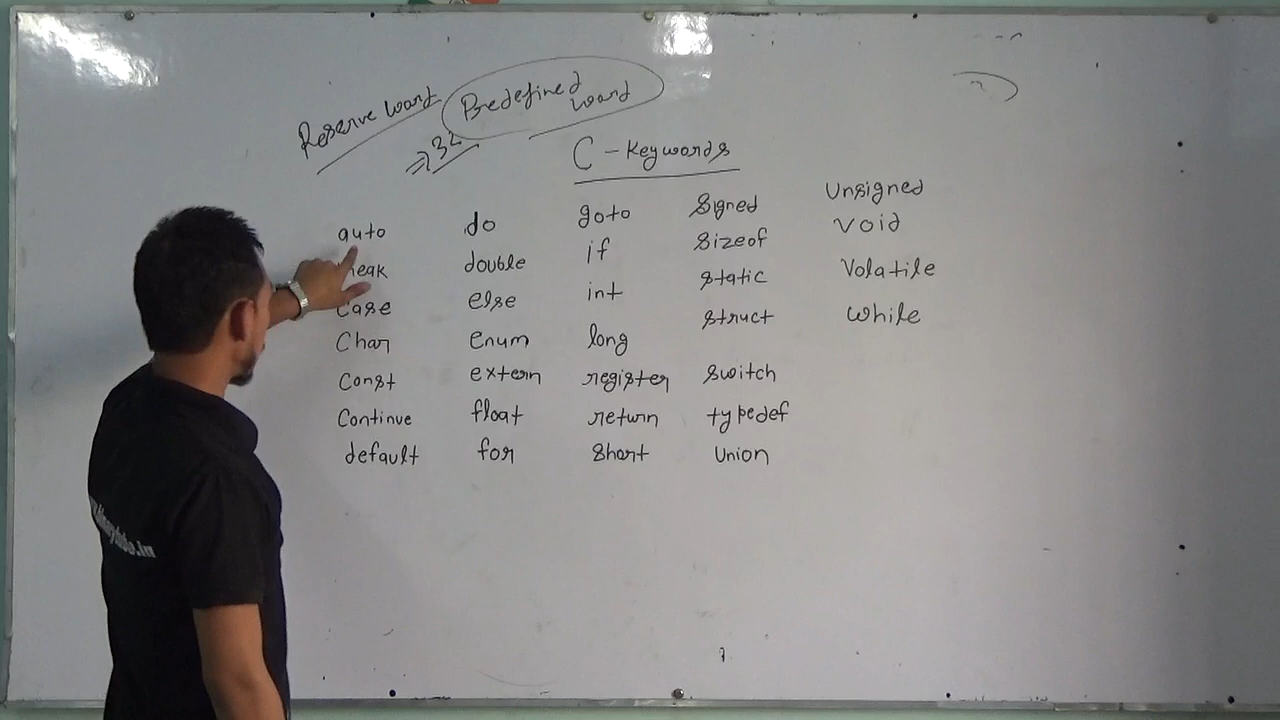 Reserve word
Predefined
word
⇒ 32
C - Keywords
auto
break
case
Char
Const
Continue
default
do
double
else
enum
extern
float
for
goto
if
int
long
register
return
Short
Signed
Sizeof
Static
Struct
Switch
typedef
Union
Unsigned
Void
Volatile
While